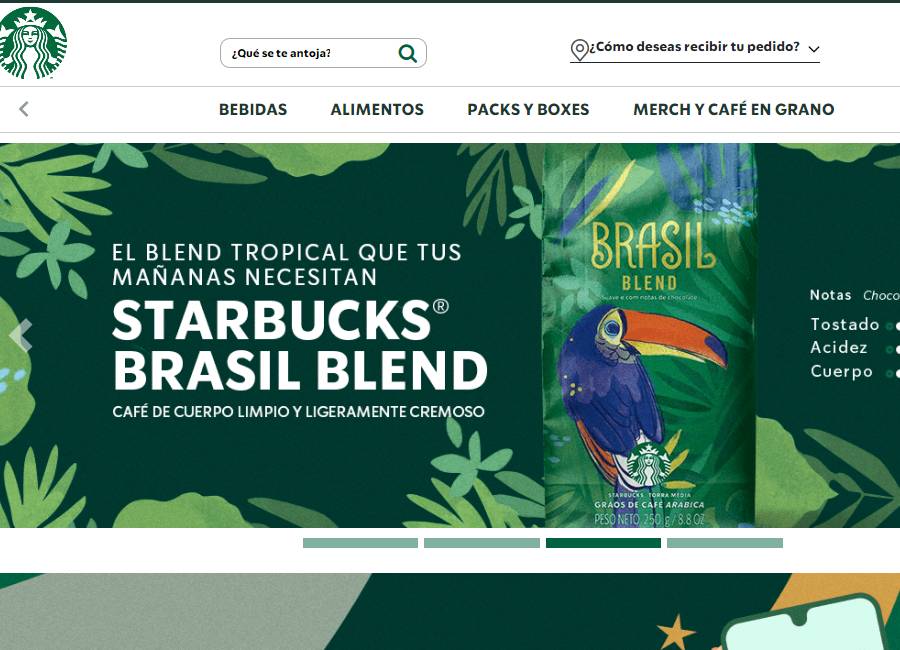 ¿Qué se te antoja?
¿Cómo deseas recibir tu pedido?
BEBIDAS
ALIMENTOS
PACKS Y BOXES
MERCH Y CAFÉ EN GRANO
EL BLEND TROPICAL QUE TUS
MAÑANAS NECESITAN
STARBUCKS®
BRASIL BLEND
CAFÉ DE CUERPO LIMPIO Y LIGERAMENTE CREMOSO
BRASIL
BLEND
Suave e com notas de chocolate
STARBUCKS TORRA MÉDIA
GRÃOS DE CAFÉ ARABICA
PESO NETO 250 g / 8.8 OZ
Notas Choco
Tostado
Acidez
Cuerpo